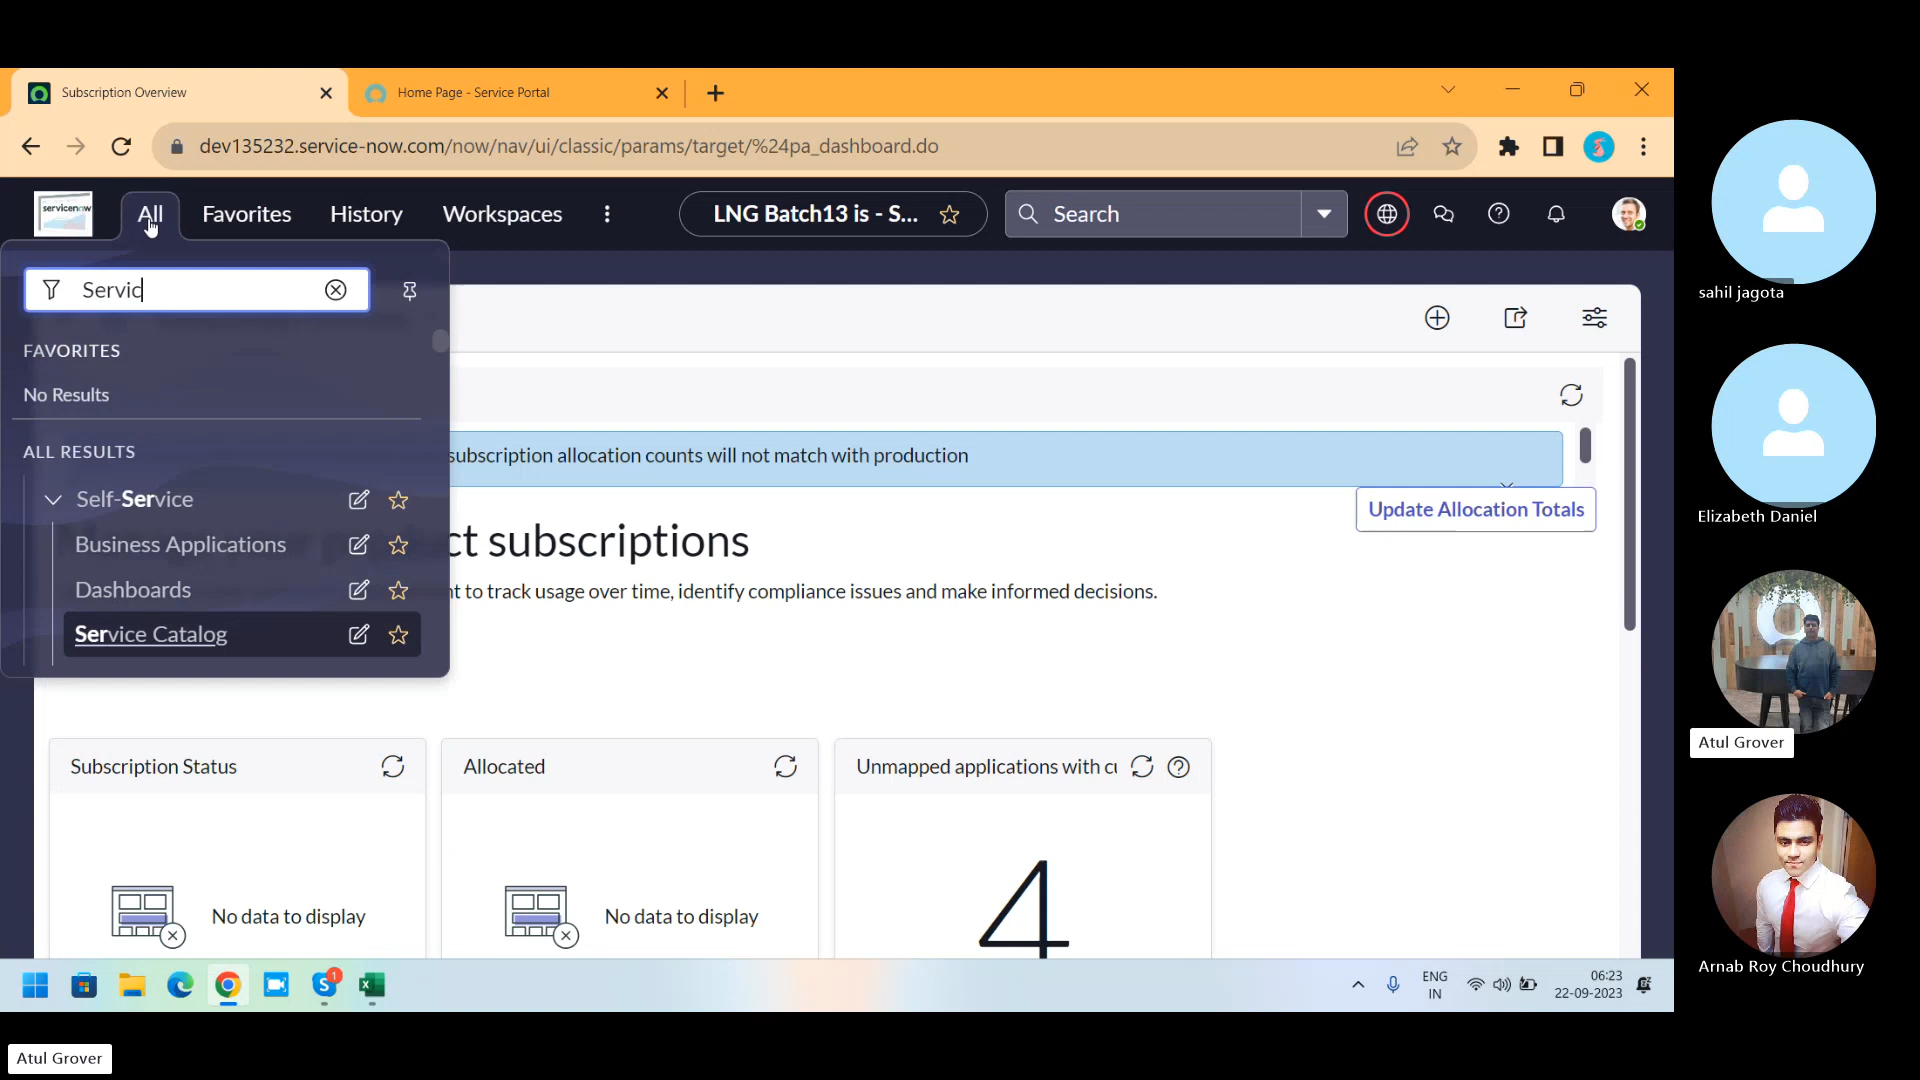 Subscription Overview
Home Page - Service Portal
dev135232.service-now.com/now/nav/ui/classic/params/target/%24pa_dashboard.do
servicenow
All
Favorites
History
Workspaces
LNG Batch13 is - S...
Search
Servic
FAVORITES
No Results
ALL RESULTS
Self-Service
Business Applications
Dashboards
Service Catalog
subscription allocation counts will not match with production
Update Allocation Totals
ct subscriptions
nt to track usage over time, identify compliance issues and make informed decisions.
Subscription Status
Allocated
Unmapped applications with cu
No data to display
No data to display
4
1
ENG
IN
06:23
22-09-2023
sahil jagota
Elizabeth Daniel
Atul Grover
Arnab Roy Choudhury
Atul Grover